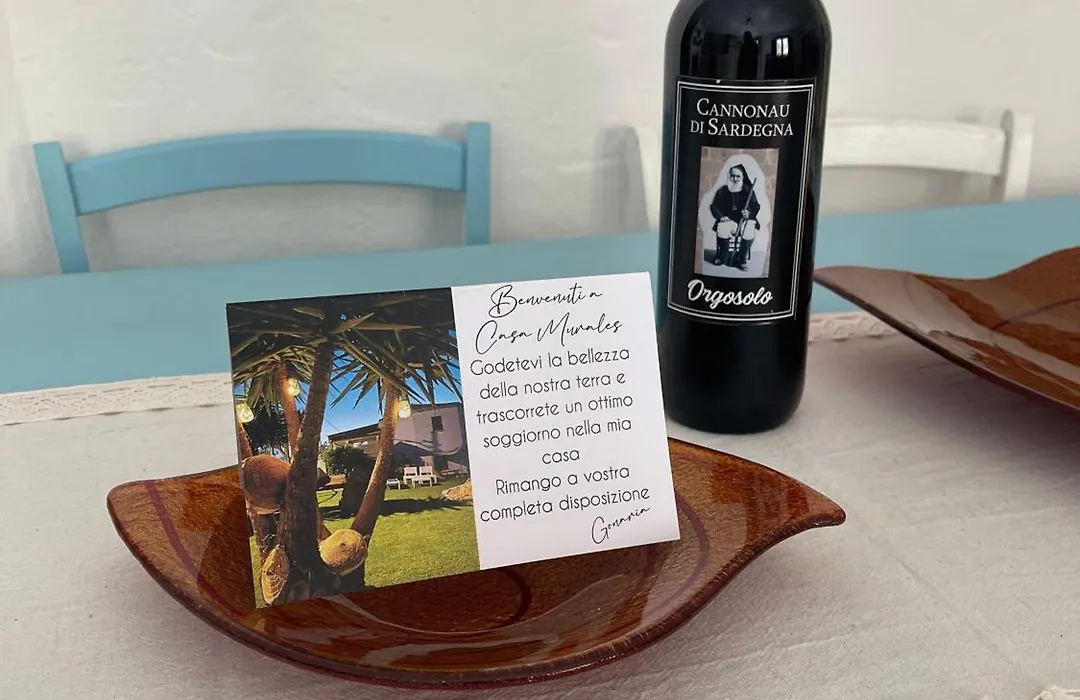 CANNONAU
DI SARDEGNA
Orgosolo
Benvenuti a
Casa Murales
Godetevi la bellezza
della nostra terra e
trascorrete un ottimo
soggiorno nella mia
casa
Rimango a vostra
completa disposizione
Gonaria